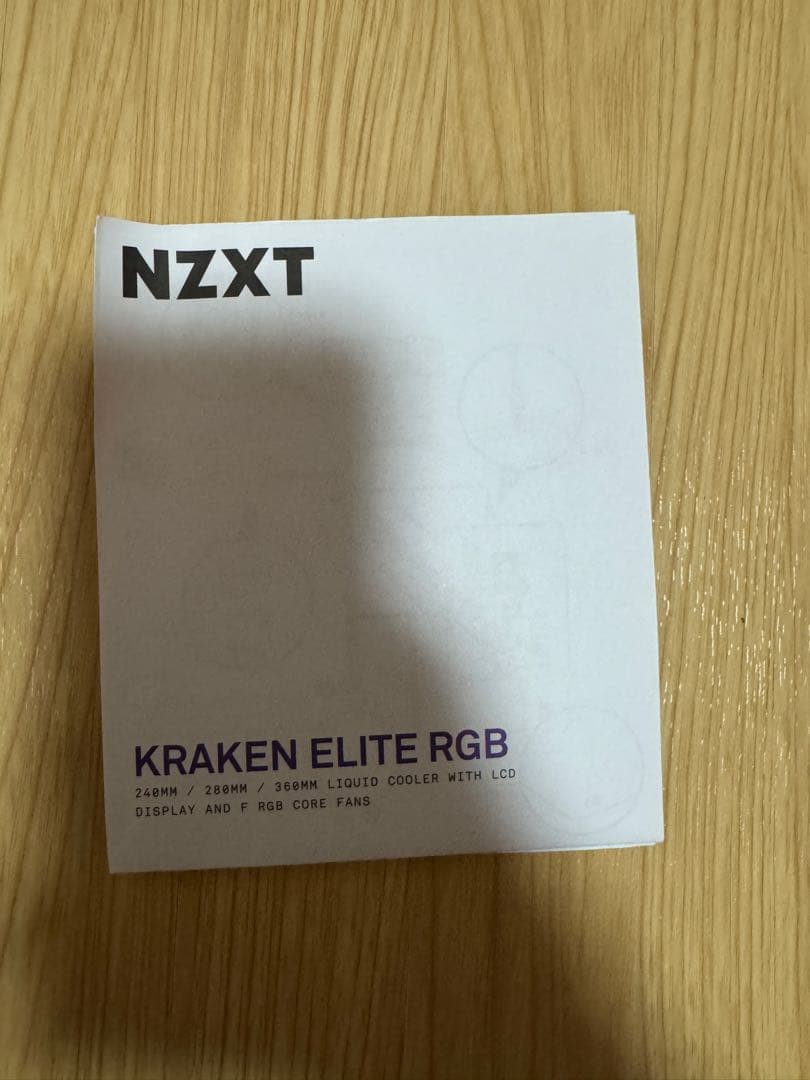 NZXT
KRAKEN ELITE RGB
240MM / 280MM / 360MM LIQUID COOLER WITH LCD
DISPLAY AND F RGB CORE FANS